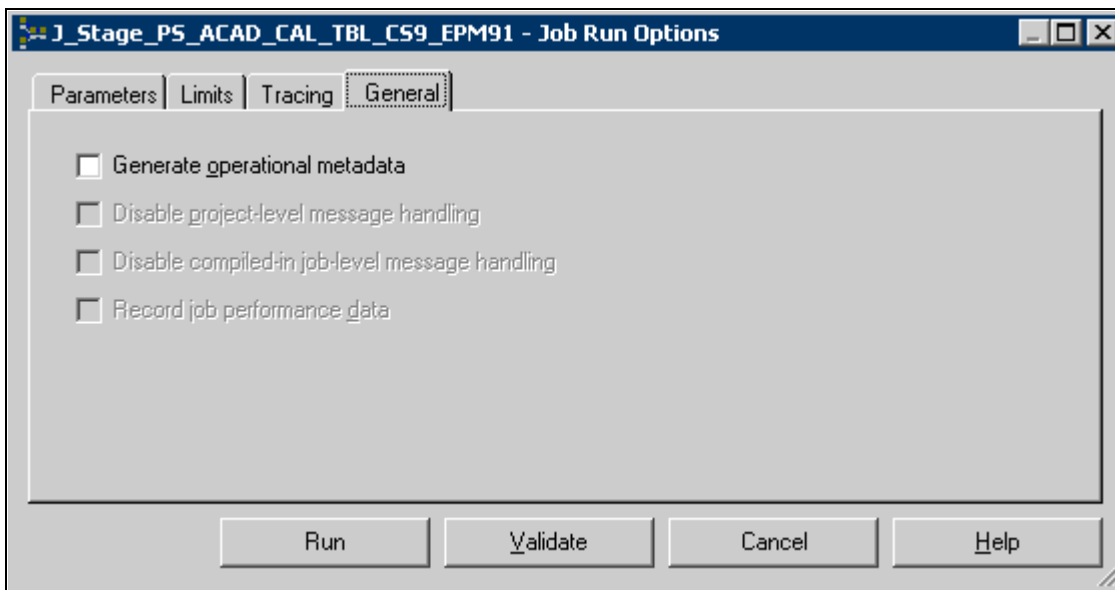 J_Stage_PS_ACAD_CAL_TBL_CS9_EPM91 - Job Run Options
Parameters Limits Tracing General
Generate operational metadata
Disable project-level message handling
Disable compiled-in job-level message handling
Record job performance data
Run Validate Cancel Help